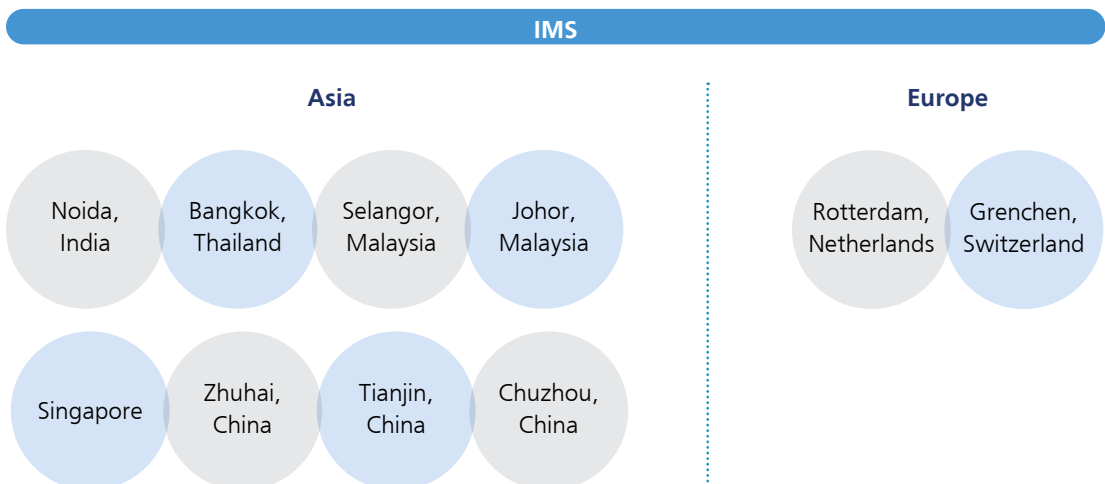 IMS
Asia
Europe
Noida,
India
Bangkok,
Thailand
Selangor,
Malaysia
Johor,
Malaysia
Rotterdam,
Netherlands
Grenchen,
Switzerland
Singapore
Zhuhai,
China
Tianjin,
China
Chuzhou,
China